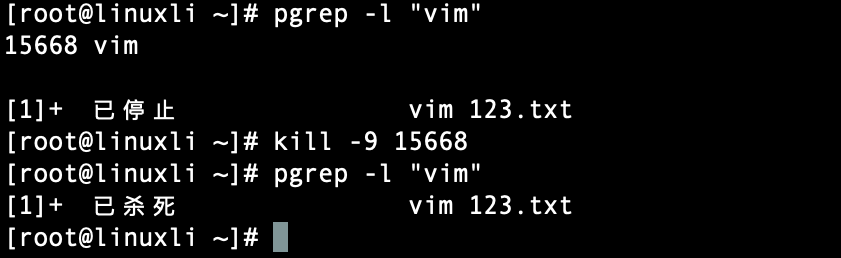 [root@linuxli ~]# pgrep -l "vim"
15668 vim
[1]+  已停止                  vim 123.txt
[root@linuxli ~]# kill -9 15668
[root@linuxli ~]# pgrep -l "vim"
[1]+  已杀死                  vim 123.txt
[root@linuxli ~]#